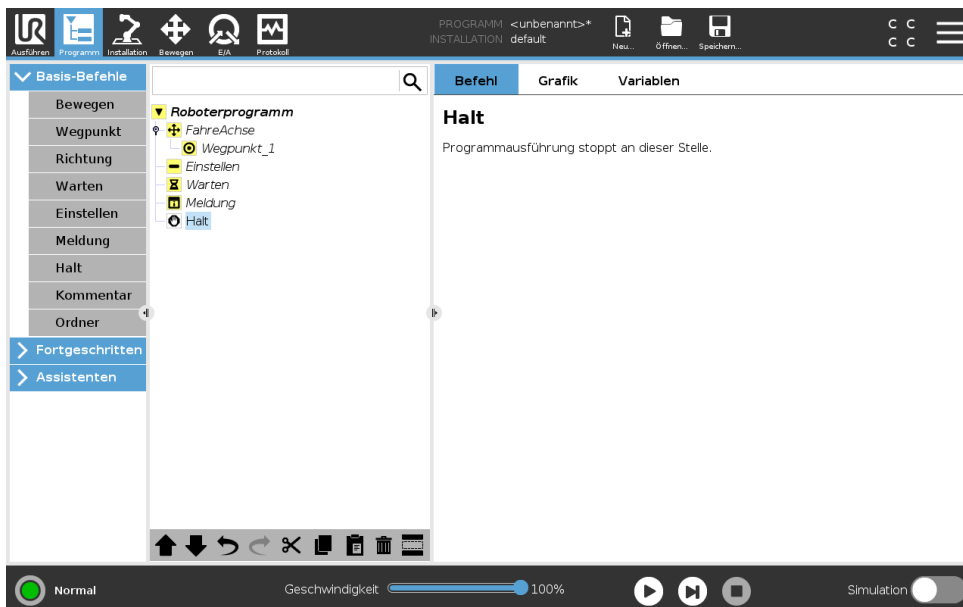 UR
PROGRAMM <unbenannt>*
INSTALLATION default
Ausführen
Programm
Installation
Bewegen
E/A
Protokoll
Neu...
Öffnen...
Speichern...
C C
C C
Basis-Befehle
Bewegen
Wegpunkt
Richtung
Warten
Einstellen
Meldung
Halt
Kommentar
Ordner
Fortgeschritten
Assistenten
Roboterprogramm
FahreAchse
Wegpunkt_1
Einstellen
Warten
Meldung
Halt
Befehl
Grafik
Variablen
Halt
Programmausführung stoppt an dieser Stelle.
Normal
Geschwindigkeit
100%
Simulation